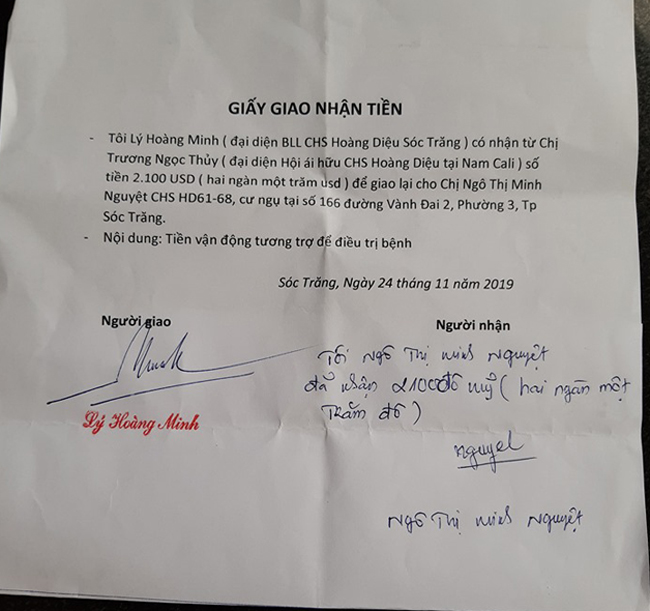 GIẤY GIAO NHẬN TIỀN
- Tôi Lý Hoàng Minh ( đại diện BLL CHS Hoàng Diệu Sóc Trăng ) có nhận từ Chị
Trương Ngọc Thủy ( đại diện Hội ái hữu CHS Hoàng Diệu tại Nam Cali ) số
tiền 2.100 USD ( hai ngàn một trăm usd ) để giao lại cho Chị Ngô Thị Minh
Nguyệt CHS HD61-68, cư ngụ tại số 166 đường Vành Đai 2, Phường 3, Tp
Sóc Trăng.
- Nội dung: Tiền vận động tương trợ để điều trị bệnh
Sóc Trăng, Ngày 24 tháng 11 năm 2019
Người giao
Người nhận
Minh
Lý Hoàng Minh
Tôi Ngô Thị Minh Nguyệt
đã nhận 2100 đô mỹ ( hai ngàn một
trăm đô )
Nguyet
Ngô Thị Minh Nguyệt